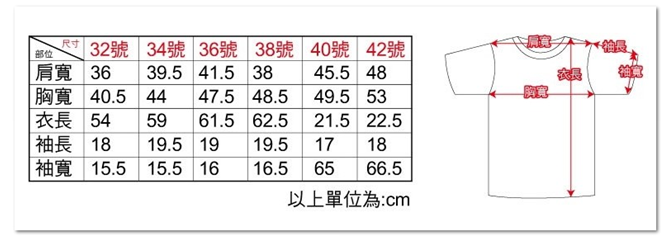 尺寸 部位 32號 34號 36號 38號 40號 42號
肩寬 36 39.5 41.5 38 45.5 48
胸寬 40.5 44 47.5 48.5 49.5 53
衣長 54 59 61.5 62.5 21.5 22.5
袖長 18 19.5 19 19.5 17 18
袖寬 15.5 15.5 16 16.5 65 66.5
以上單位為:cm
肩寬
袖長
袖寬
衣長
胸寬